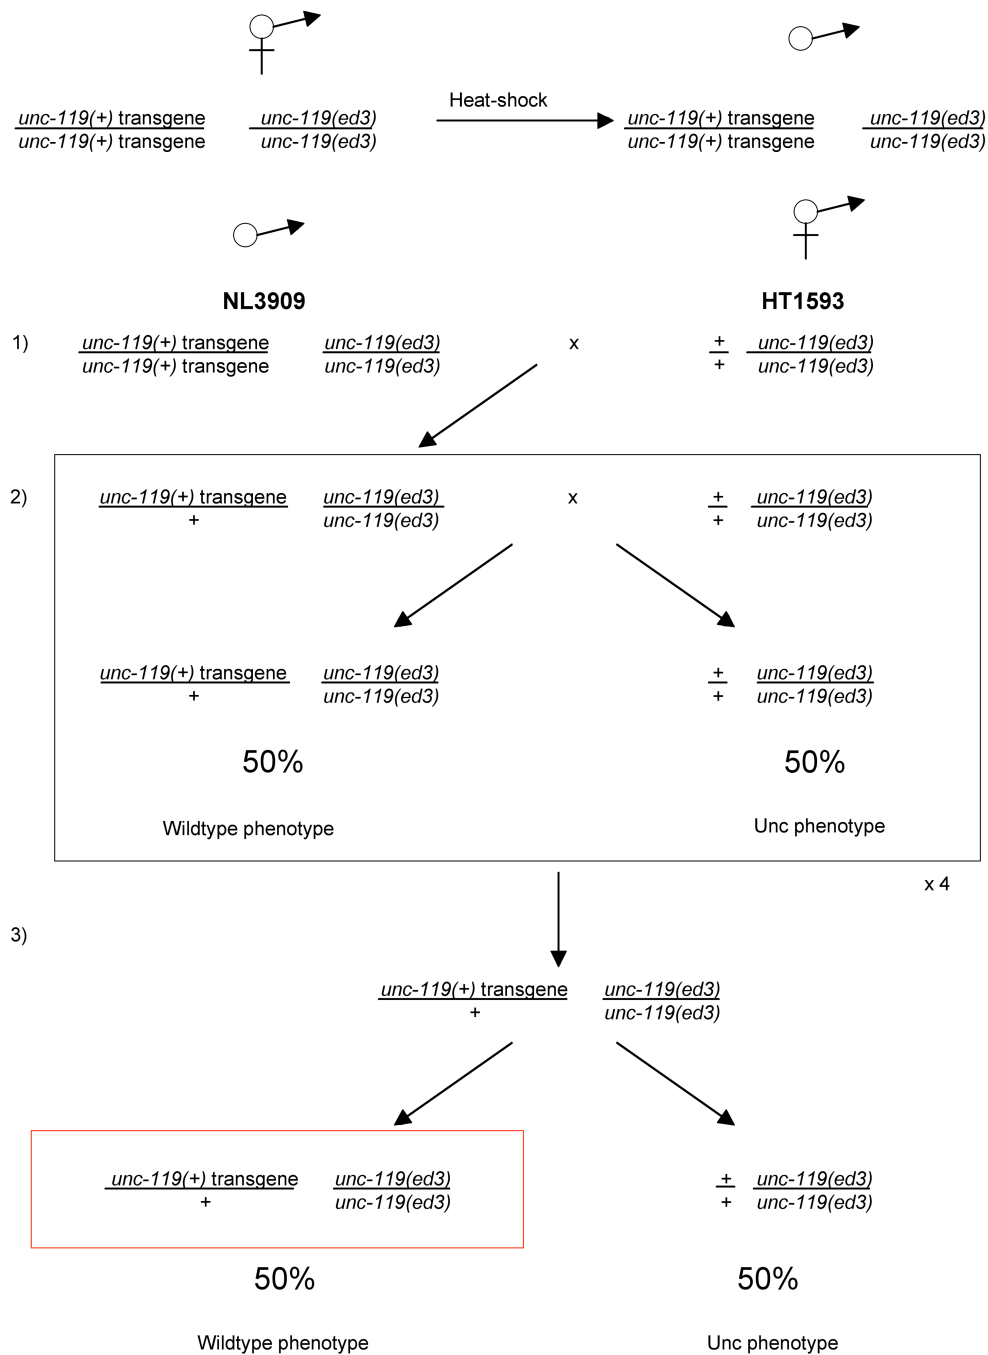 Heat-shock
unc-119(+) transgene unc-119(ed3) unc-119(+) transgene unc-119(ed3)
unc-119(+) transgene unc-119(ed3) unc-119(+) transgene unc-119(ed3)
NL3909 HT1593
1) unc-119(+) transgene unc-119(ed3) x + unc-119(ed3)
unc-119(+) transgene unc-119(ed3) + unc-119(ed3)
2) unc-119(+) transgene unc-119(ed3) x + unc-119(ed3)
+ unc-119(ed3) + unc-119(ed3)
unc-119(+) transgene unc-119(ed3) + unc-119(ed3)
+ unc-119(ed3) + unc-119(ed3)
50% 50%
Wildtype phenotype Unc phenotype
x 4
3)
unc-119(+) transgene unc-119(ed3)
+ unc-119(ed3)
unc-119(+) transgene unc-119(ed3) + unc-119(ed3)
+ unc-119(ed3) + unc-119(ed3)
50% 50%
Wildtype phenotype Unc phenotype